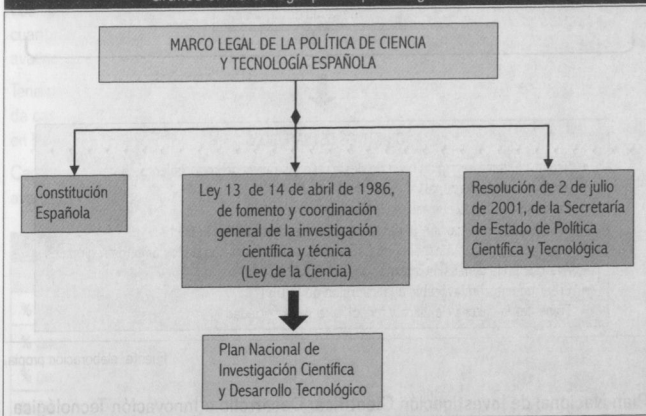 MARCO LEGAL DE LA POLÍTICA DE CIENCIA
Y TECNOLOGÍA ESPAÑOLA
Constitución
Española
Ley 13 de 14 de abril de 1986,
de fomento y coordinación
general de la investigación
científica y técnica
(Ley de la Ciencia)
Resolución de 2 de julio
de 2001, de la Secretaría
de Estado de Política
Científica y Tecnológica
Plan Nacional de
Investigación Científica
y Desarrollo Tecnológico